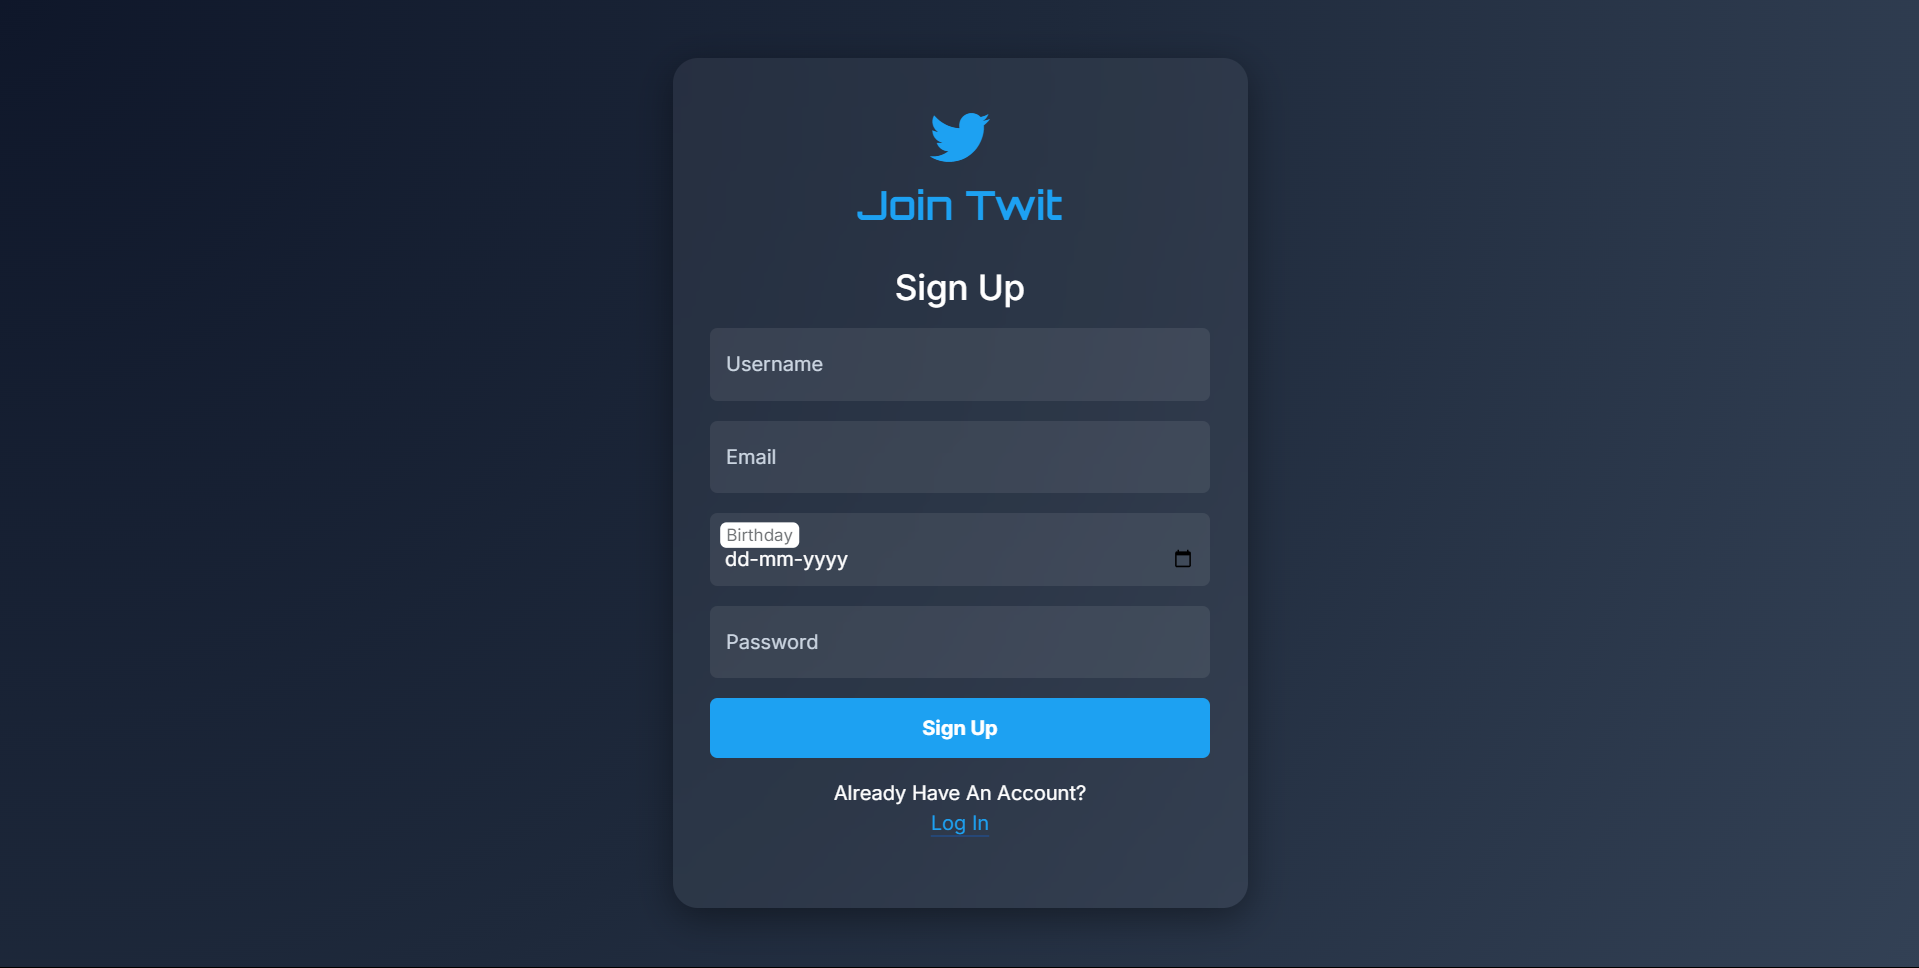 Join Twit
Sign Up
Username
Email
Birthday
dd-mm-yyyy
Password
Sign Up
Already Have An Account?
Log In